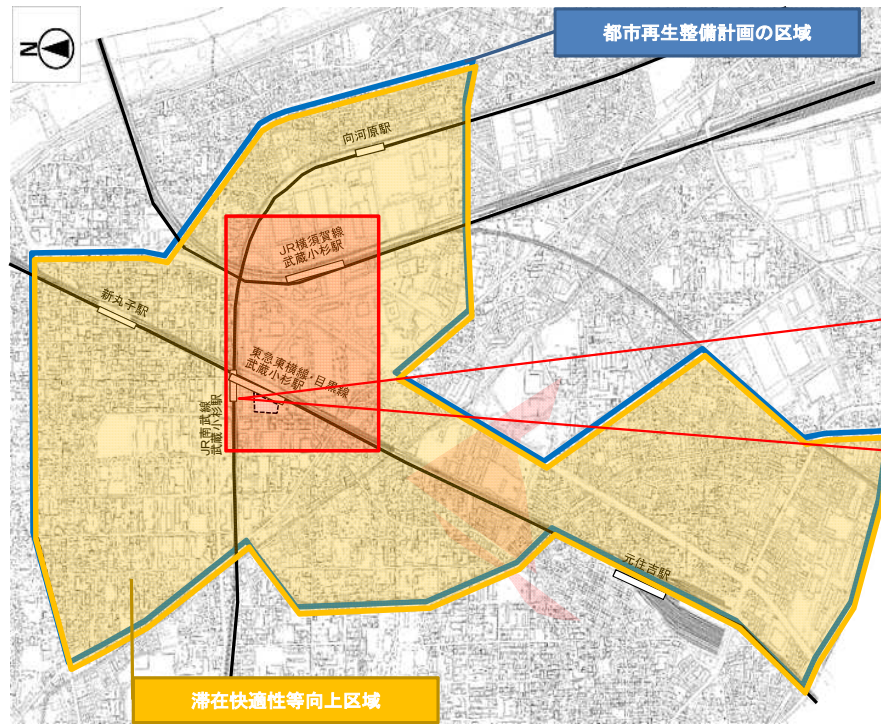 都市再生整備計画の区域
N
向河原駅
JR横須賀線
武蔵小杉駅
新丸子駅
東急東横線・目黒線
武蔵小杉駅
JR南武線
武蔵小杉駅
元住吉駅
滞在快適性等向上区域